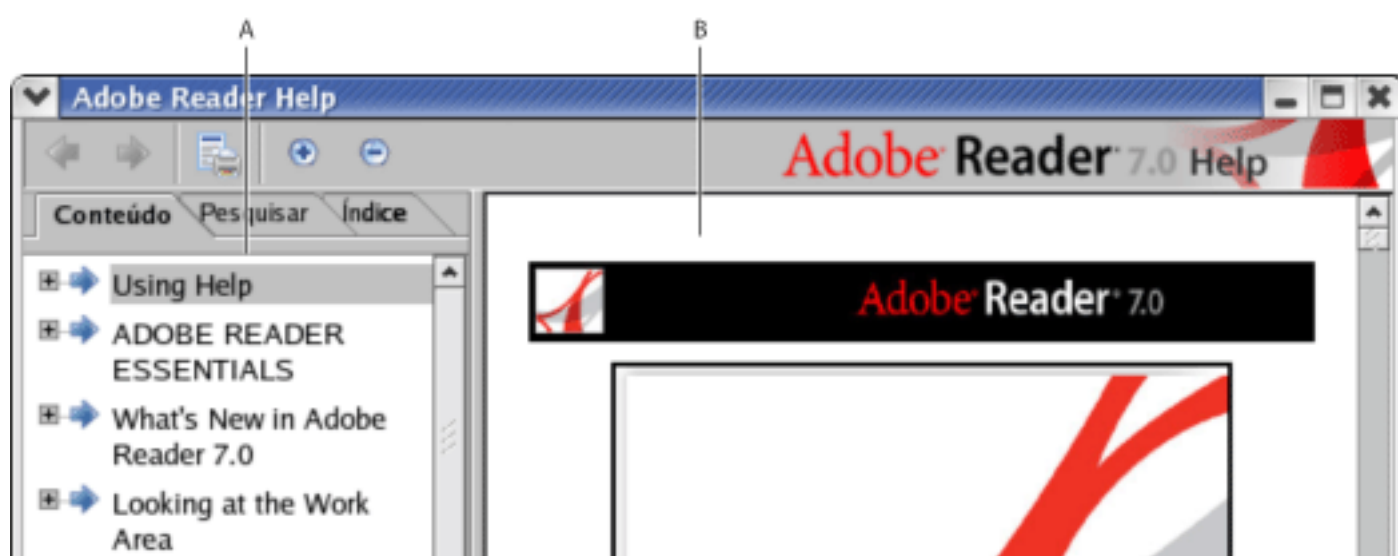 A B
Adobe Reader Help
Adobe Reader 7.0 Help
Conteúdo Pesquisar Índice
Using Help
ADOBE READER
ESSENTIALS
What's New in Adobe
Reader 7.0
Looking at the Work
Area
Adobe Reader 7.0